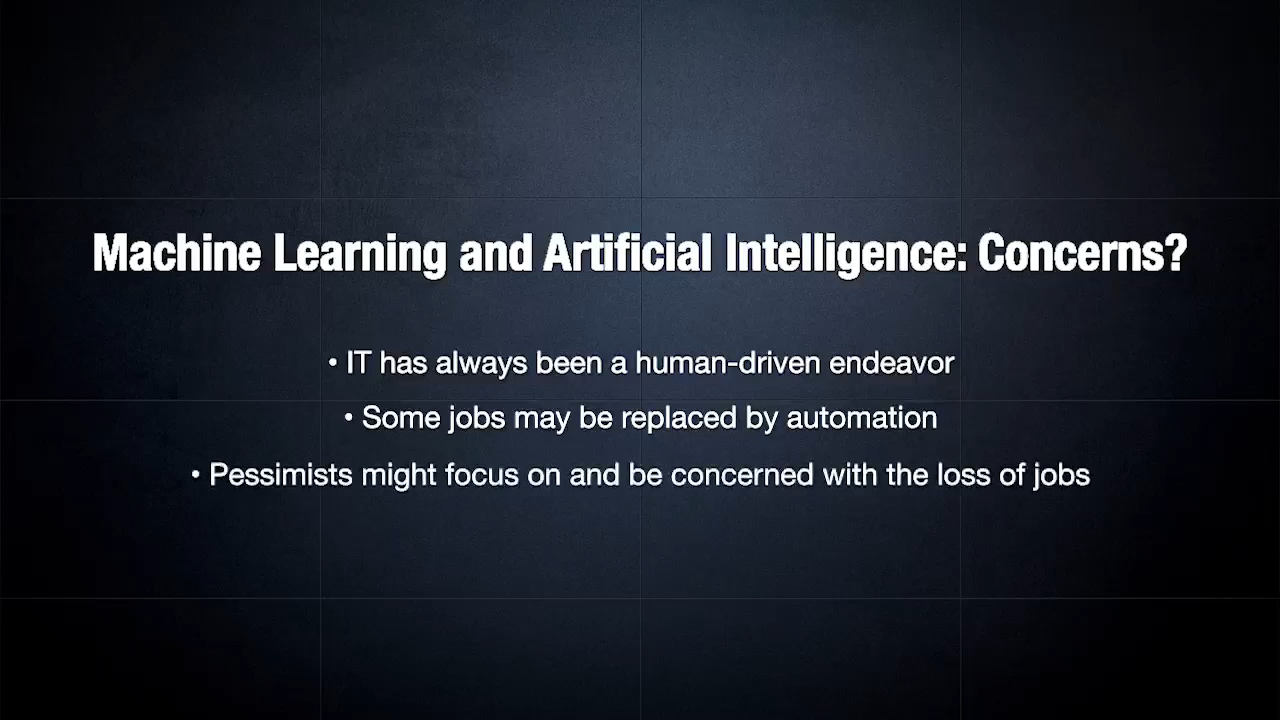 Machine Learning and Artificial Intelligence: Concerns?
• IT has always been a human-driven endeavor
• Some jobs may be replaced by automation
• Pessimists might focus on and be concerned with the loss of jobs